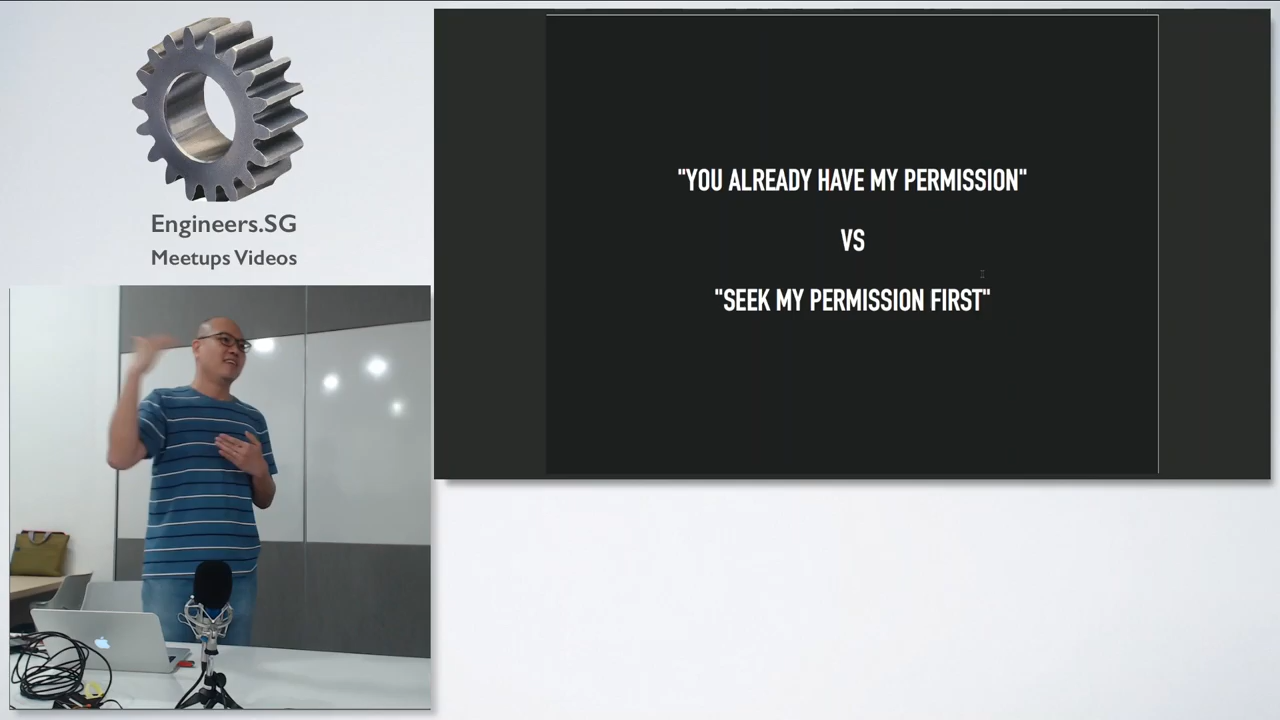 Engineers.SG
Meetups Videos
"YOU ALREADY HAVE MY PERMISSION"
VS
"SEEK MY PERMISSION FIRST"